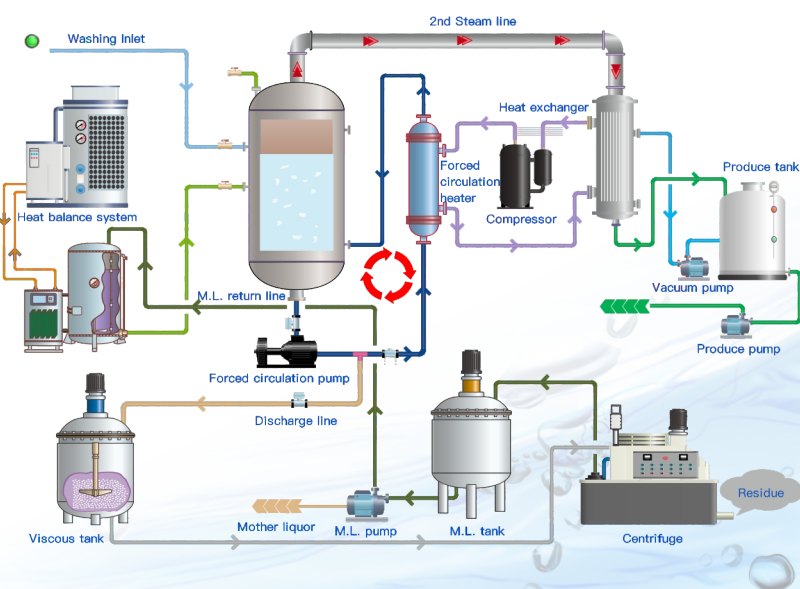 2nd Steam line
Washing Inlet
Heat exchanger
Forced
circulation
heater
Produce tank
Compressor
Heat balance system
Vacuum pump
M.L. return line
Produce pump
Forced circulation pump
Discharge line
Residue
Mother liquor
M.L. pump
M.L. tank
Viscous tank
Centrifuge